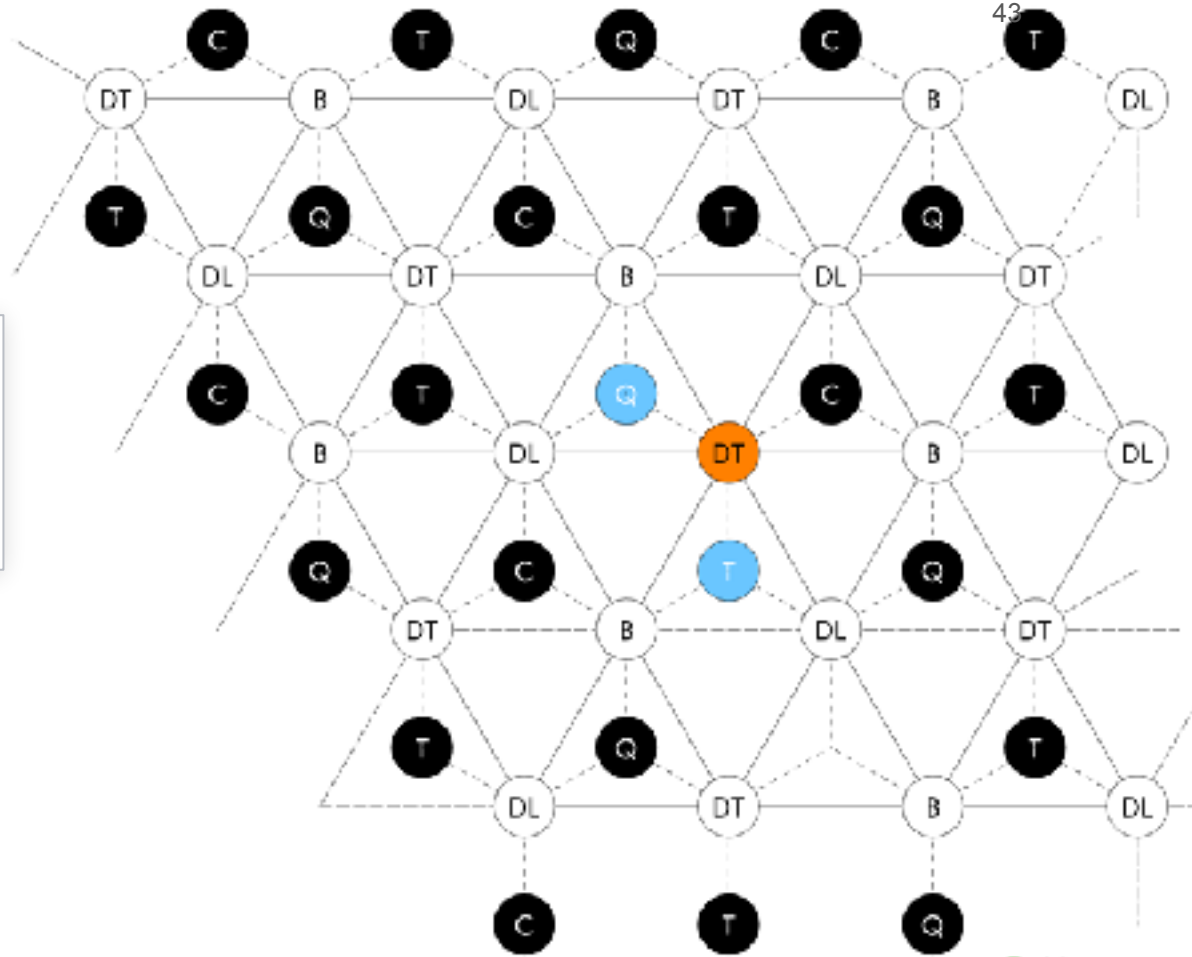 43
C T Q C T
DT B DL DT B DL
T Q C T Q
DL DT B DL DT
C T Q C T
B DL DT B DL
Q C T Q
DT B DL DT
T Q T
DL DT B DL
C T Q